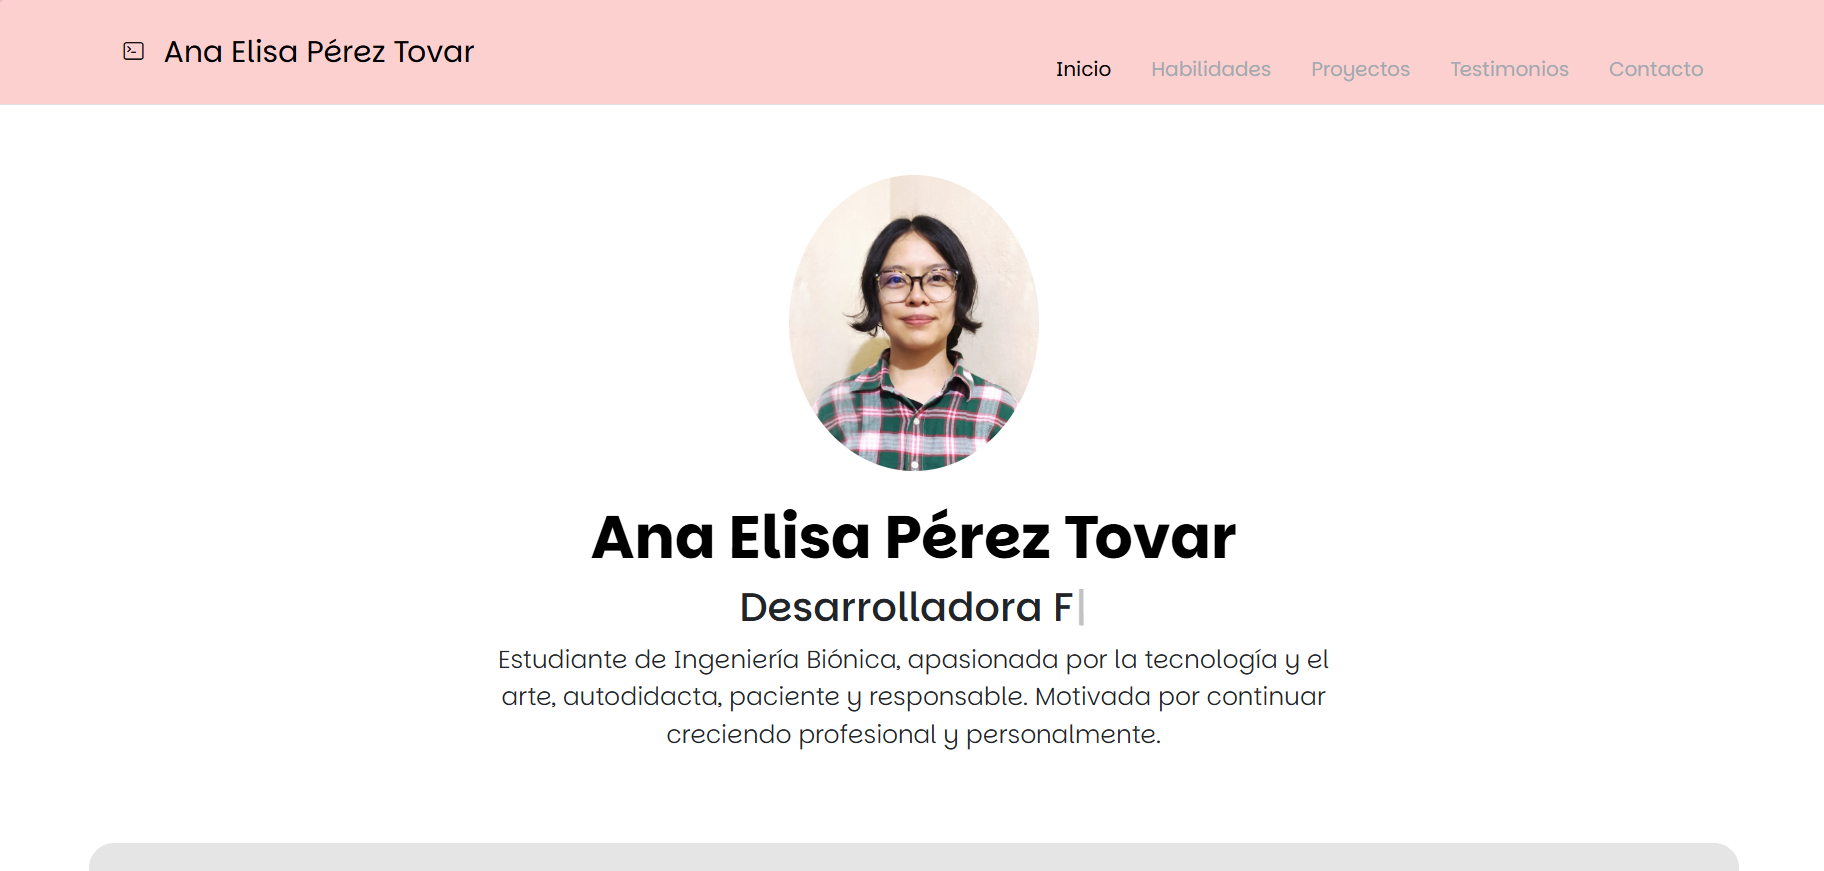 Ana Elisa Pérez Tovar
Inicio Habilidades Proyectos Testimonios Contacto
Ana Elisa Pérez Tovar
Desarrolladora F
Estudiante de Ingeniería Biónica, apasionada por la tecnología y el
arte, autodidacta, paciente y responsable. Motivada por continuar
creciendo profesional y personalmente.